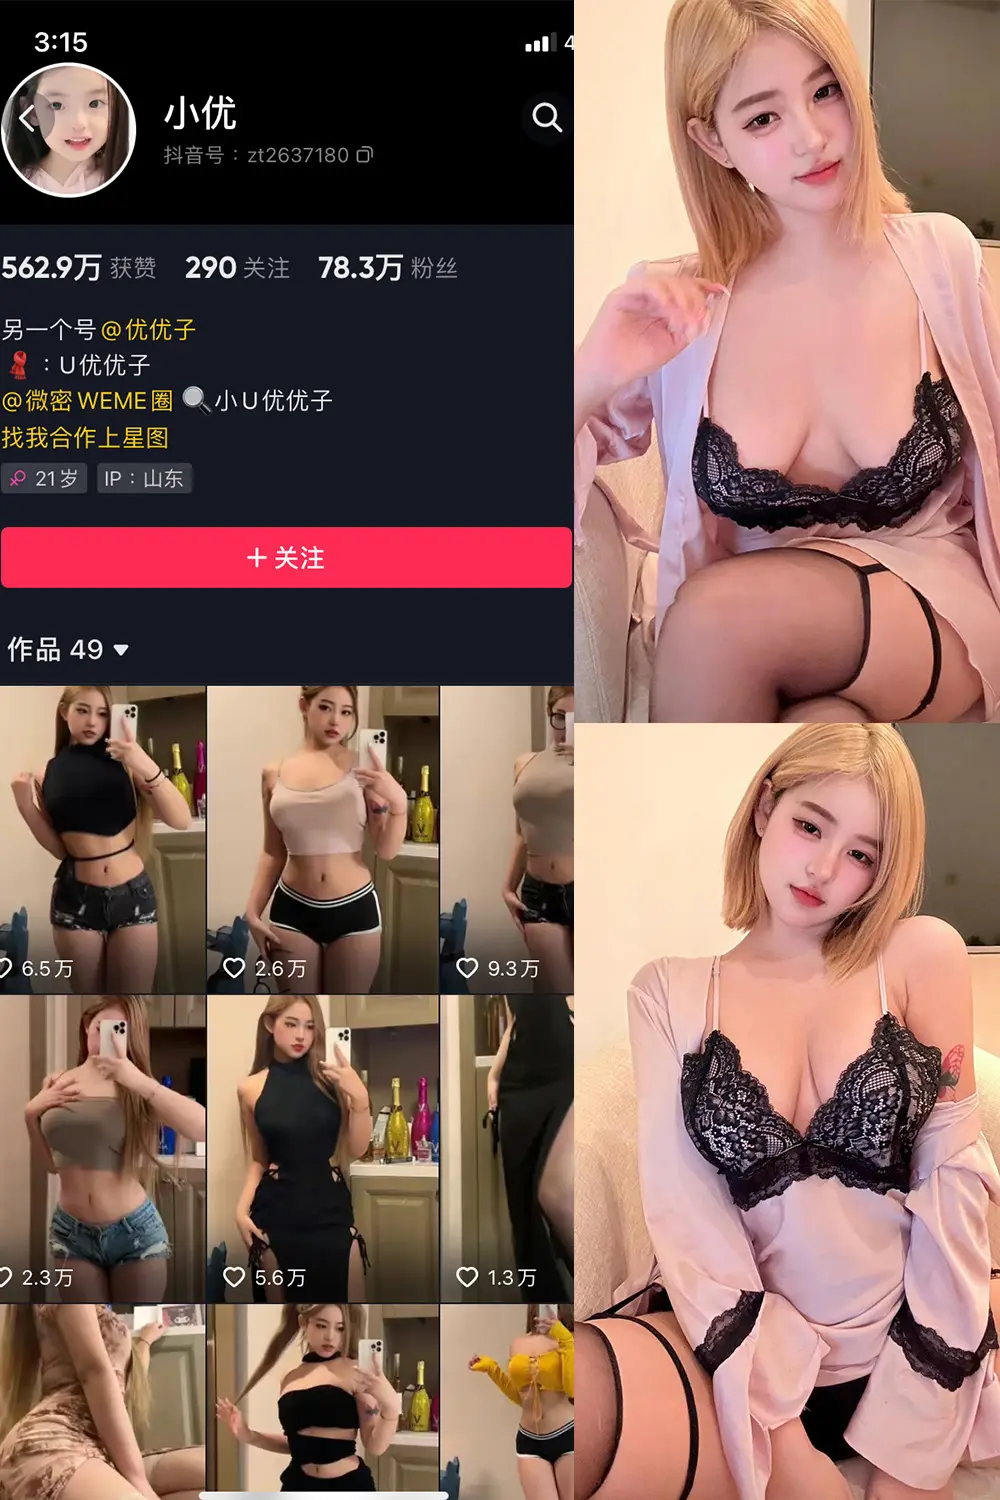 3:15
4
小优
抖音号：zt2637180
562.9万 获赞 290 关注 78.3万 粉丝
另一个号@优优子
：U优优子
@微密WEME圈 小U优优子
找我合作上星图
21岁 IP：山东
+ 关注
作品 49
6.5万 2.6万 9.3万
2.3万 5.6万 1.3万